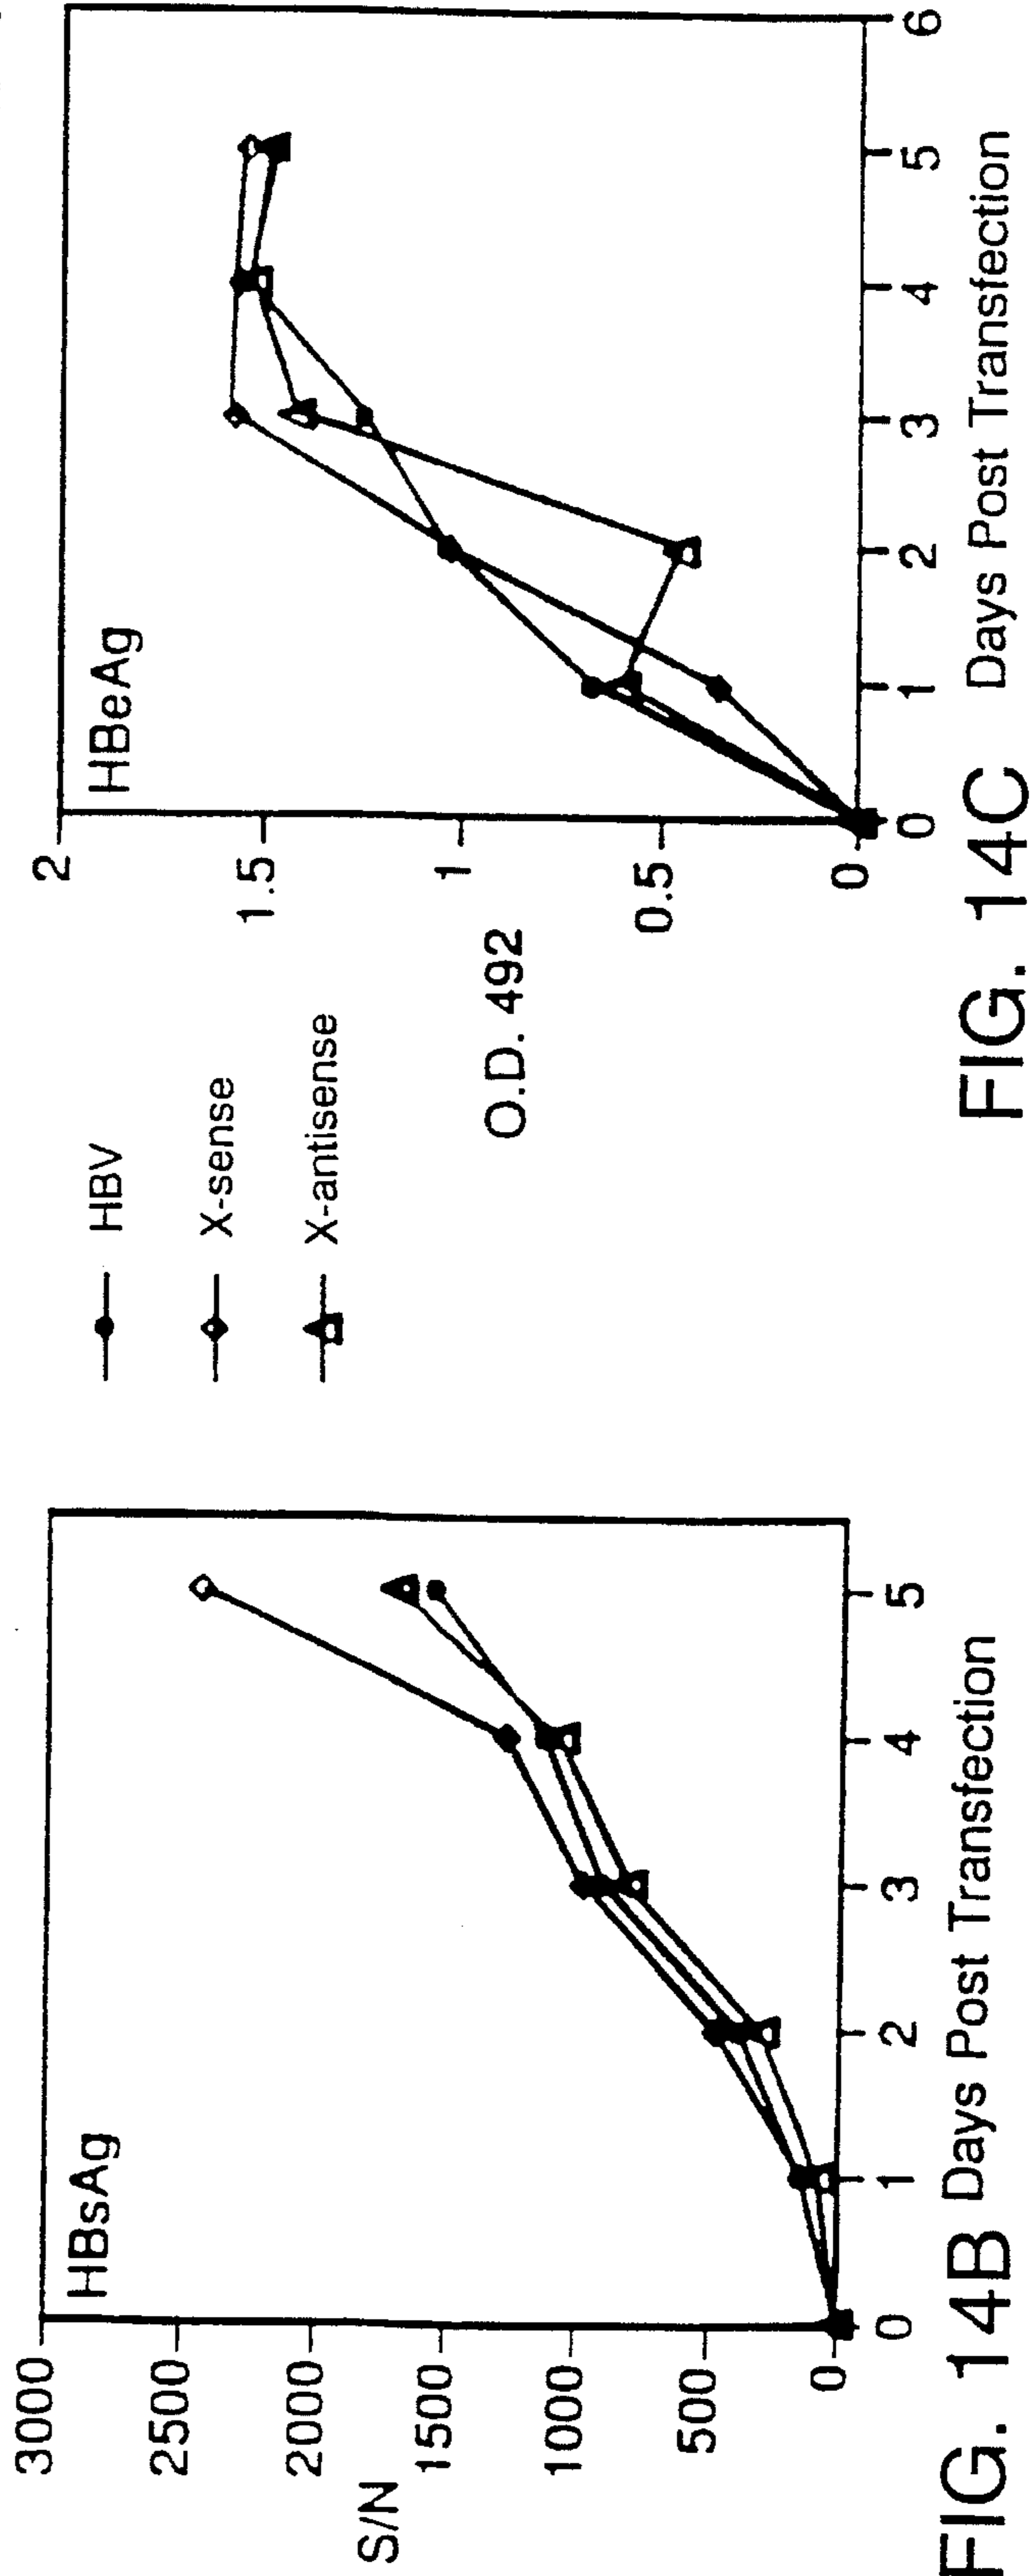 HBsAg
3000
2500
2000
1500
1000
500
0
S/N
0 1 2 3 4 5
Days Post Transfection
FIG. 14B
HBV
X-sense
X-antisense
HBeAg
2
1.5
1
0.5
0
O.D. 492
0 1 2 3 4 5 6
Days Post Transfection
FIG. 14C